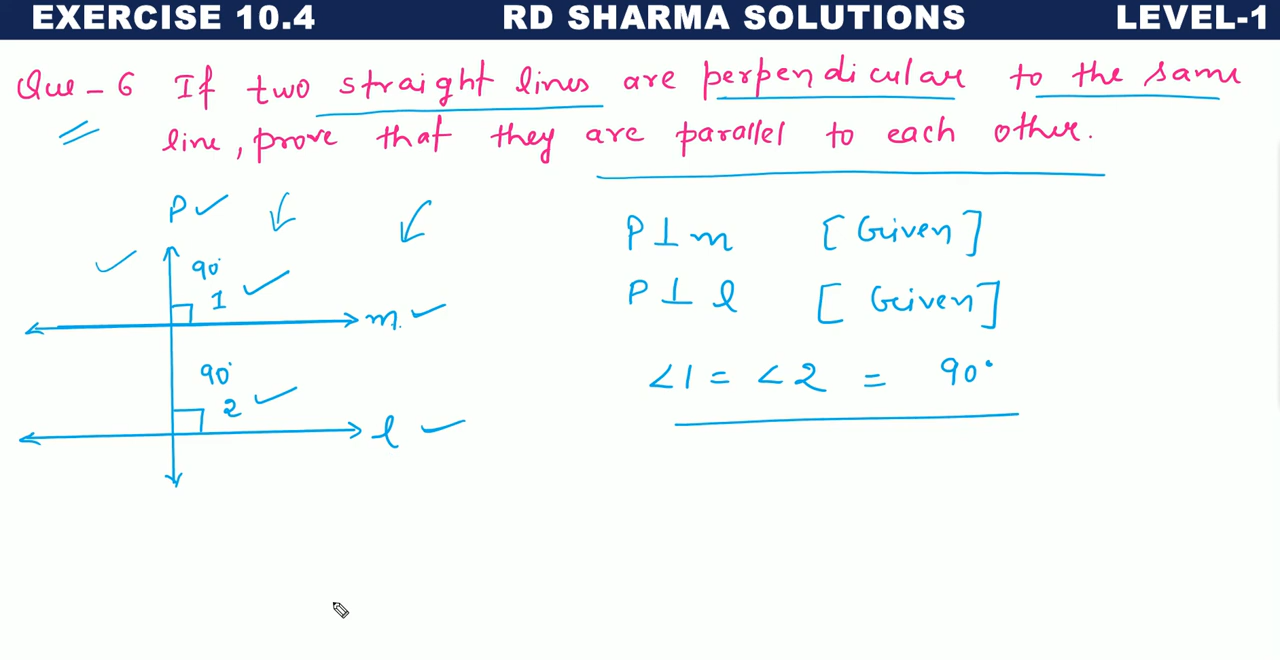 EXERCISE 10.4 RD SHARMA SOLUTIONS LEVEL-1
Que - 6 If two straight lines are perpendicular to the same
line, prove that they are parallel to each other.
P
90°
1
m.
90°
2
l
P ⊥ m [Given]
P ⊥ l [Given]
∠1 = ∠2 = 90°